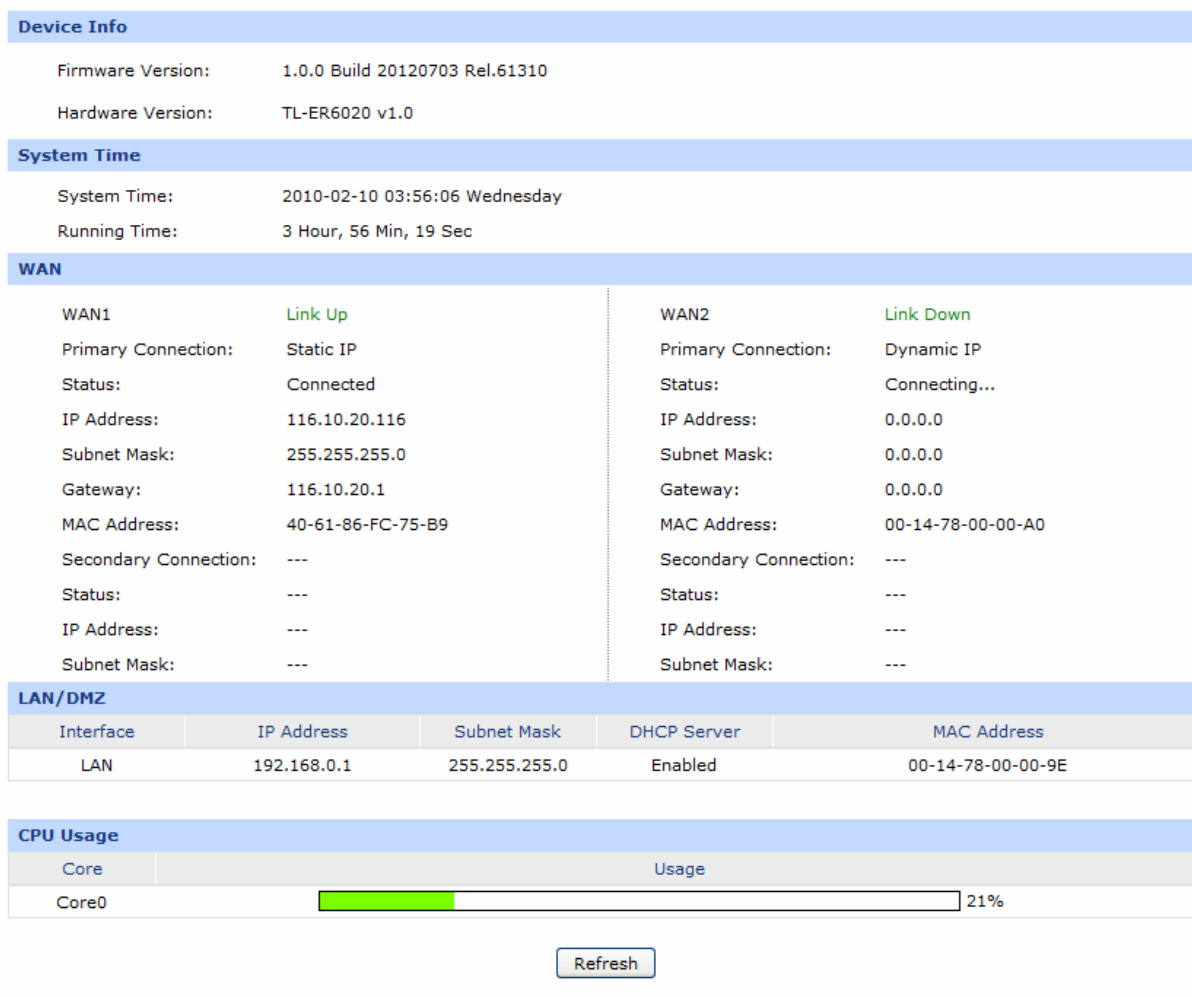 Device Info
Firmware Version: 1.0.0 Build 20120703 Rel.61310
Hardware Version: TL-ER6020 v1.0
System Time
System Time: 2010-02-10 03:56:06 Wednesday
Running Time: 3 Hour, 56 Min, 19 Sec
WAN
WAN1 Link Up
Primary Connection: Static IP
Status: Connected
IP Address: 116.10.20.116
Subnet Mask: 255.255.255.0
Gateway: 116.10.20.1
MAC Address: 40-61-86-FC-75-B9
Secondary Connection: ---
Status: ---
IP Address: ---
Subnet Mask: ---
WAN2 Link Down
Primary Connection: Dynamic IP
Status: Connecting...
IP Address: 0.0.0.0
Subnet Mask: 0.0.0.0
Gateway: 0.0.0.0
MAC Address: 00-14-78-00-00-A0
Secondary Connection: ---
Status: ---
IP Address: ---
Subnet Mask: ---
LAN/DMZ
Interface IP Address Subnet Mask DHCP Server MAC Address
LAN 192.168.0.1 255.255.255.0 Enabled 00-14-78-00-00-9E
CPU Usage
Core Usage
Core0 21%
Refresh